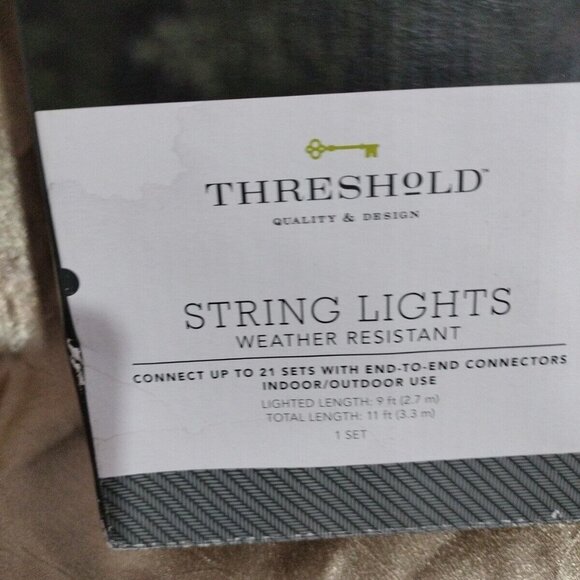 THRESHOLD™
QUALITY & DESIGN
STRING LIGHTS
WEATHER RESISTANT
CONNECT UP TO 21 SETS WITH END-TO-END CONNECTORS
INDOOR/OUTDOOR USE
LIGHTED LENGTH: 9 ft (2.7 m)
TOTAL LENGTH: 11 ft (3.3 m)
1 SET